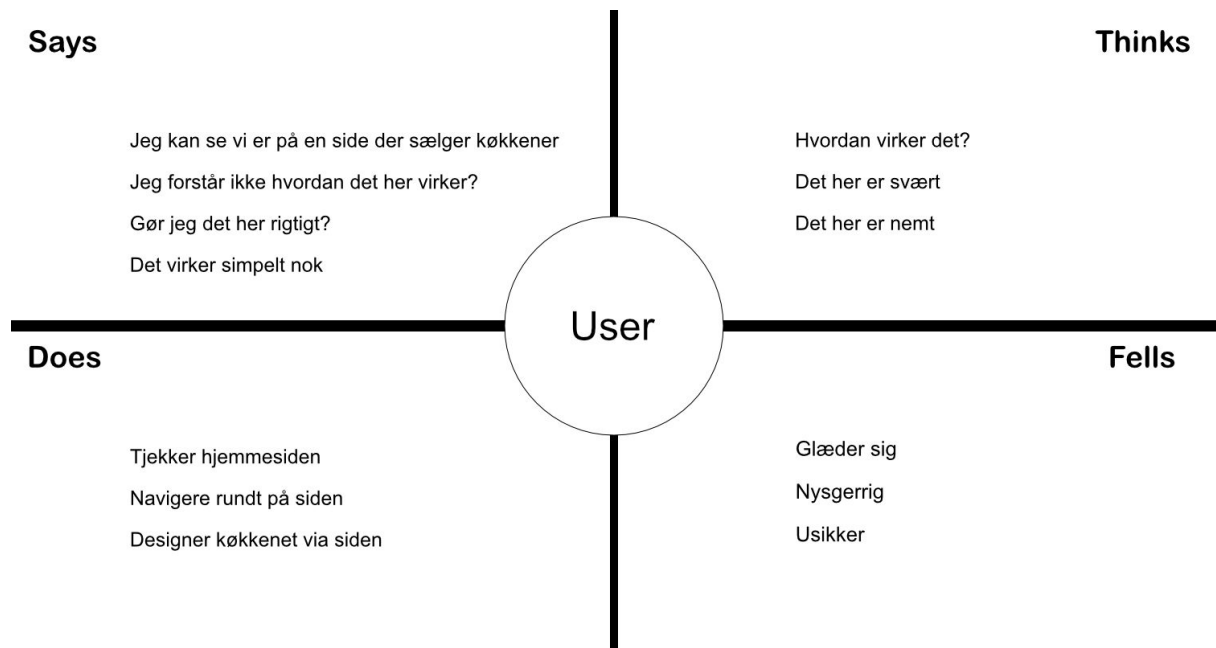 Says
Jeg kan se vi er på en side der sælger køkkener
Jeg forstår ikke hvordan det her virker?
Gør jeg det her rigtigt?
Det virker simpelt nok
Thinks
Hvordan virker det?
Det her er svært
Det her er nemt
User
Does
Tjekker hjemmesiden
Navigere rundt på siden
Designer køkkenet via siden
Fells
Glæder sig
Nysgerrig
Usikker